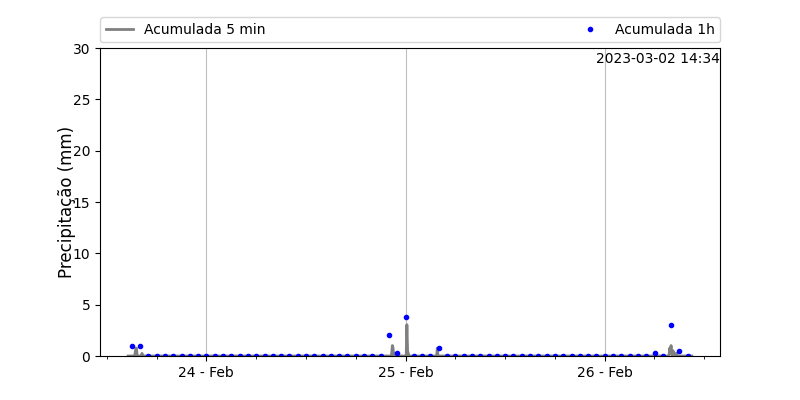 Acumulada 5 min
Acumulada 1h
2023-03-02 14:34
Precipitação (mm)
30
25
20
15
10
5
0
24 - Feb
25 - Feb
26 - Feb